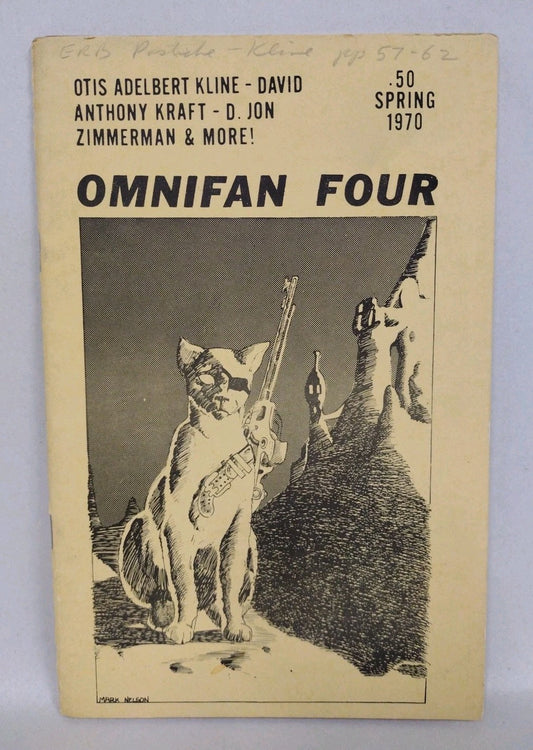 ERB Pastiche - Kline pp 57-62
OTIS ADELBERT KLINE - DAVID
ANTHONY KRAFT - D. JON
ZIMMERMAN & MORE!
.50
SPRING
1970
OMNIFAN FOUR
MARK NELSON